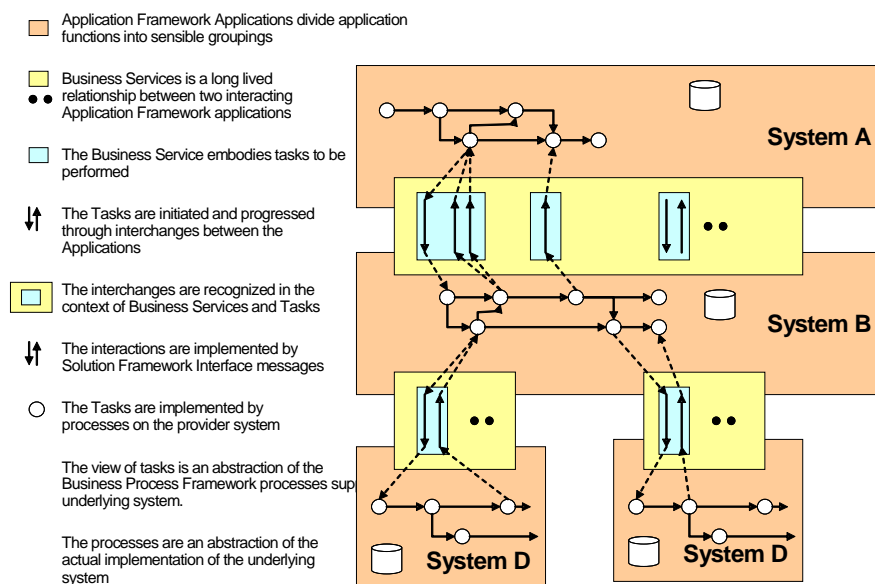 Application Framework Applications divide application
functions into sensible groupings
Business Services is a long lived
relationship between two interacting
Application Framework applications
The Business Service embodies tasks to be
performed
The Tasks are initiated and progressed
through interchanges between the
Applications
The interchanges are recognized in the
context of Business Services and Tasks
The interactions are implemented by
Solution Framework Interface messages
The Tasks are implemented by
processes on the provider system
The view of tasks is an abstraction of the
Business Process Framework processes supp
underlying system.
The processes are an abstraction of the
actual implementation of the underlying
system
System A
System B
System D
System D